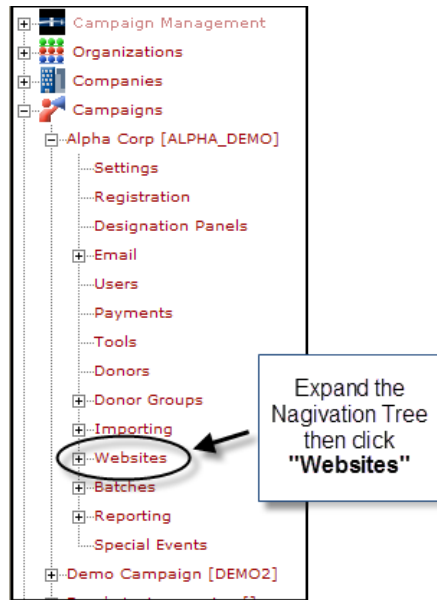 Campaign Management
Organizations
Companies
Campaigns
Alpha Corp [ALPHA_DEMO]
Settings
Registration
Designation Panels
Email
Users
Payments
Tools
Donors
Donor Groups
Importing
Websites
Batches
Reporting
Special Events
Demo Campaign [DEMO2]
Expand the
Nagivation Tree
then click
"Websites"